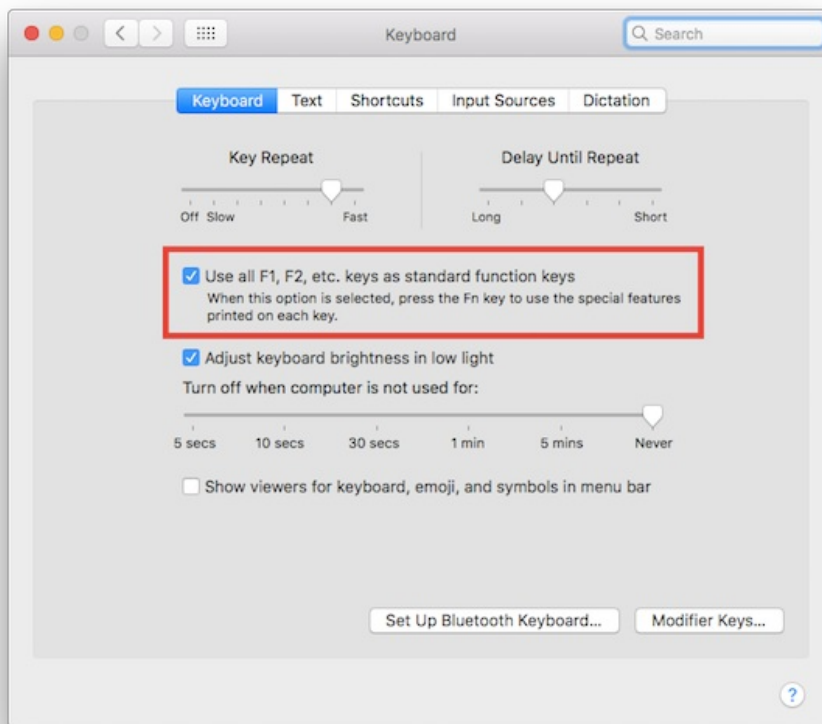 Keyboard
Search
Keyboard Text Shortcuts Input Sources Dictation
Key Repeat Delay Until Repeat
Off Slow Fast Long Short
Use all F1, F2, etc. keys as standard function keys
When this option is selected, press the Fn key to use the special features
printed on each key.
Adjust keyboard brightness in low light
Turn off when computer is not used for:
5 secs 10 secs 30 secs 1 min 5 mins Never
Show viewers for keyboard, emoji, and symbols in menu bar
Set Up Bluetooth Keyboard... Modifier Keys...
?